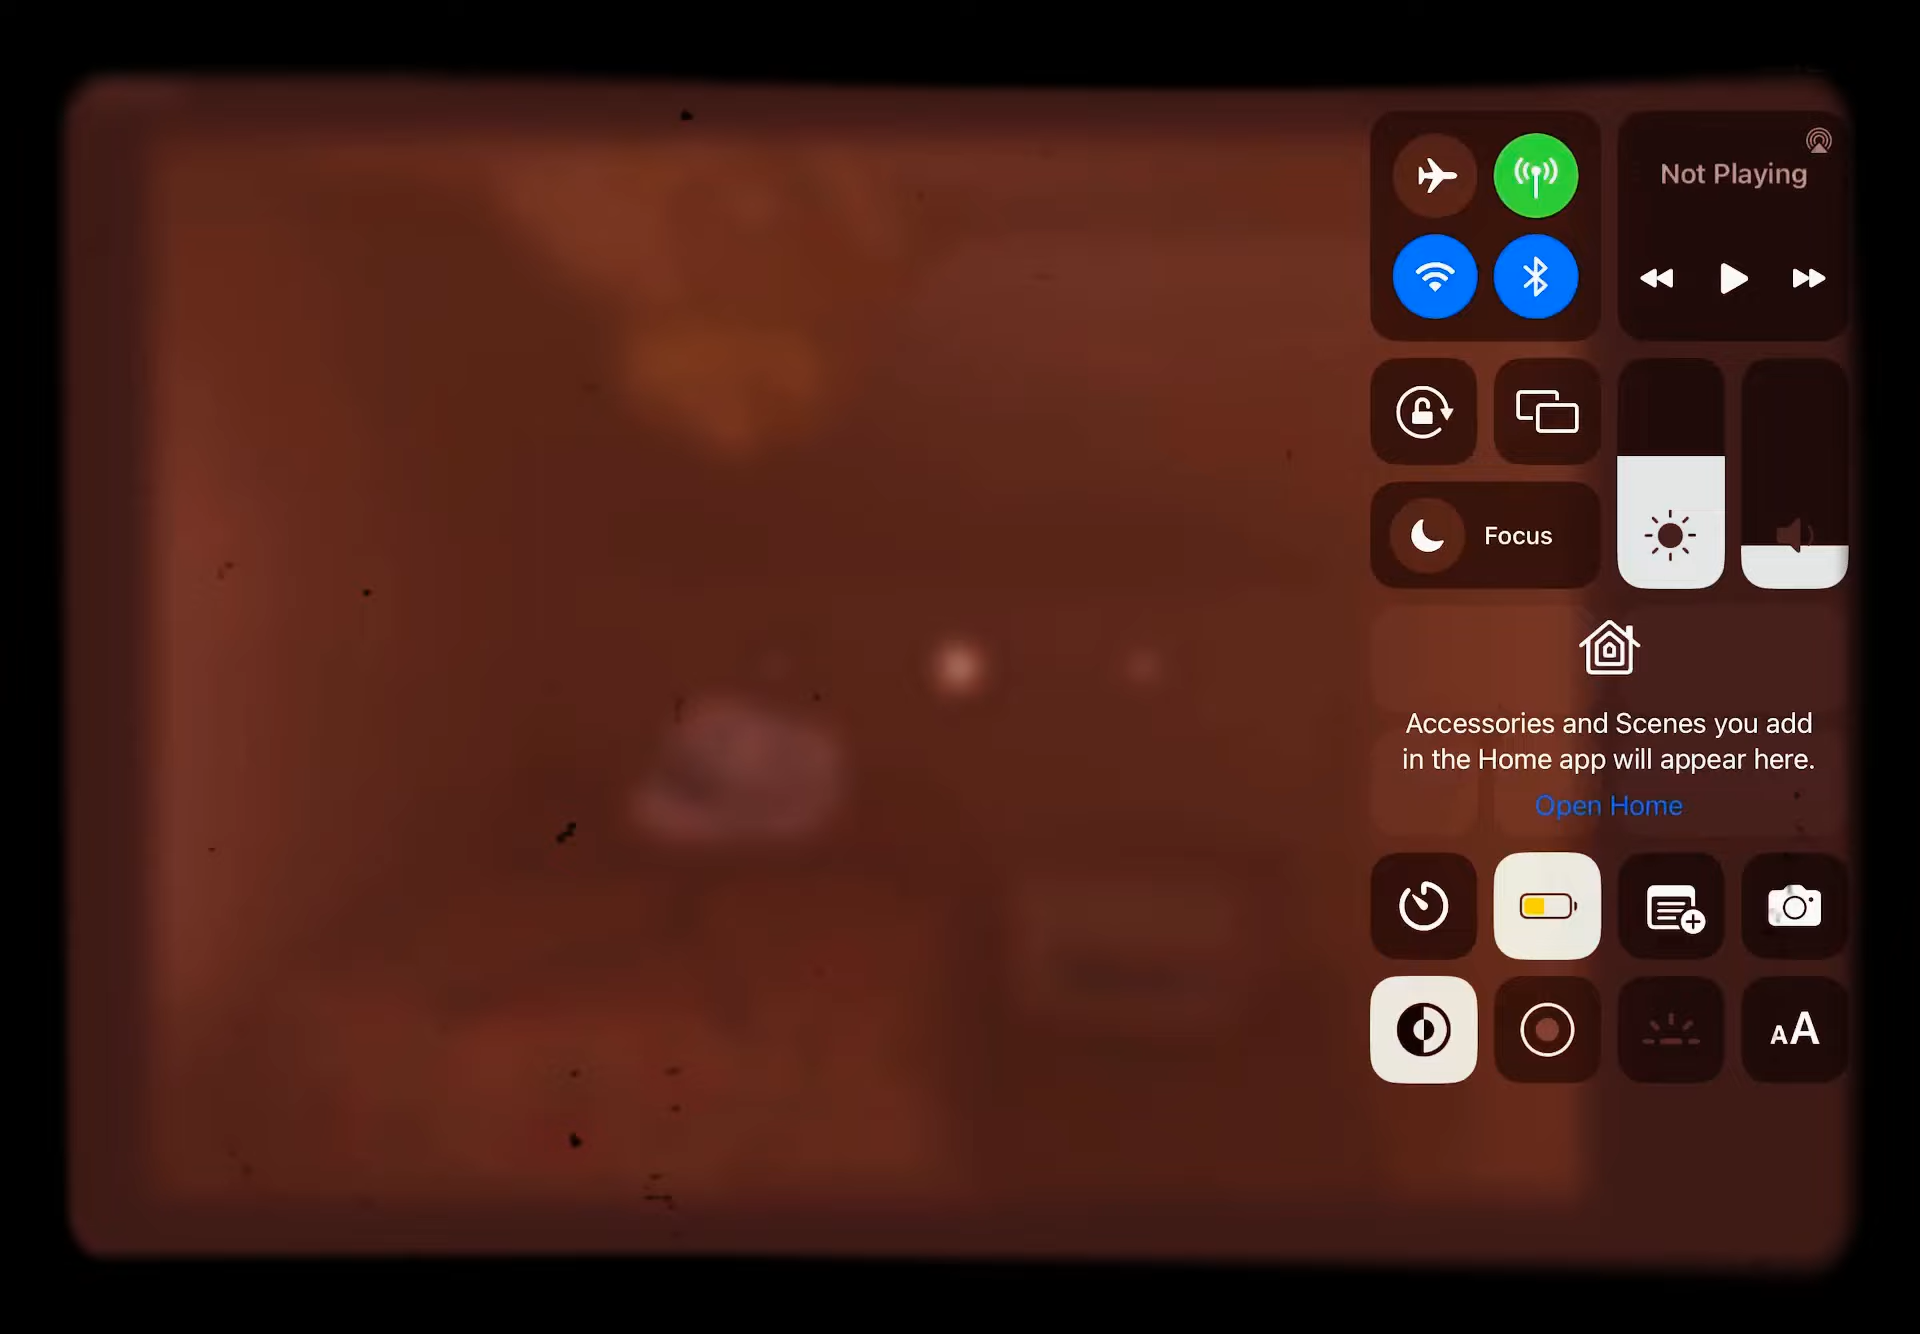 Not Playing
Focus
Accessories and Scenes you add
in the Home app will appear here.
Open Home
AA